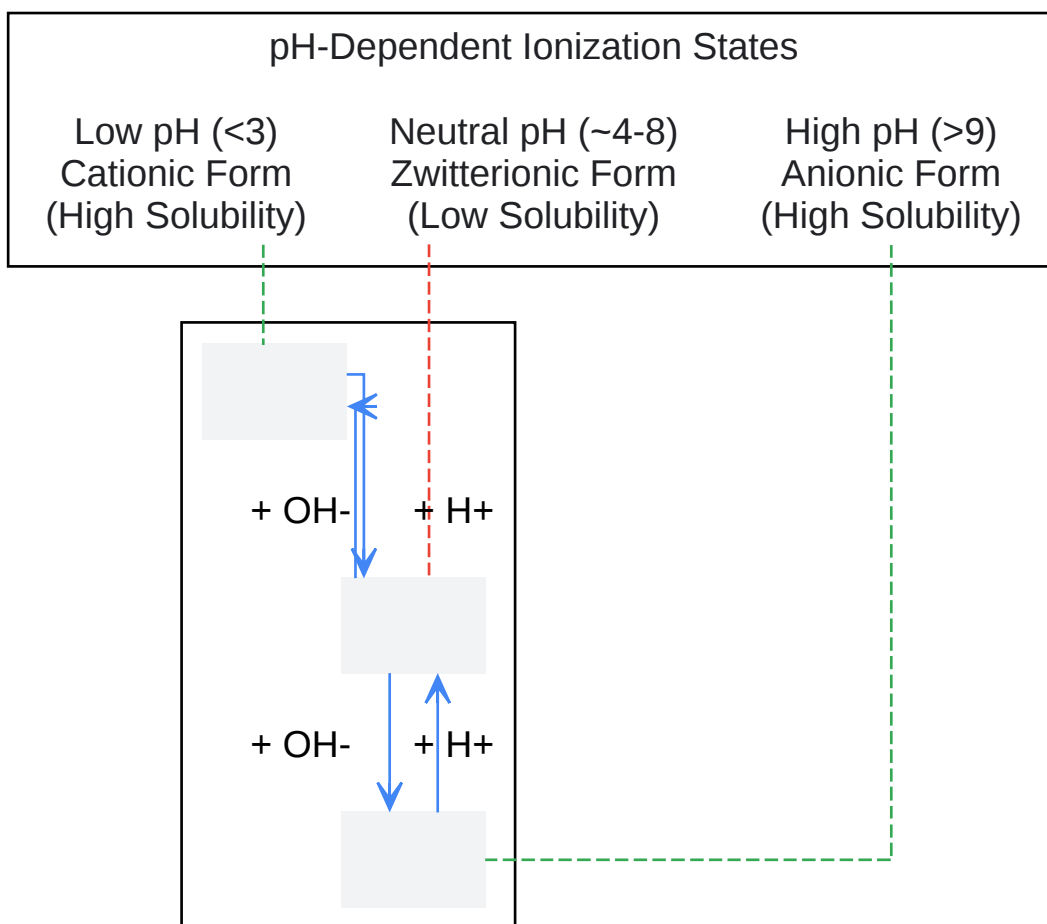 pH-Dependent Ionization States
Low pH (<3)
Cationic Form
(High Solubility)
Neutral pH (~4-8)
Zwitterionic Form
(Low Solubility)
High pH (>9)
Anionic Form
(High Solubility)
+ OH-
+ H+
+ OH-
+ H+